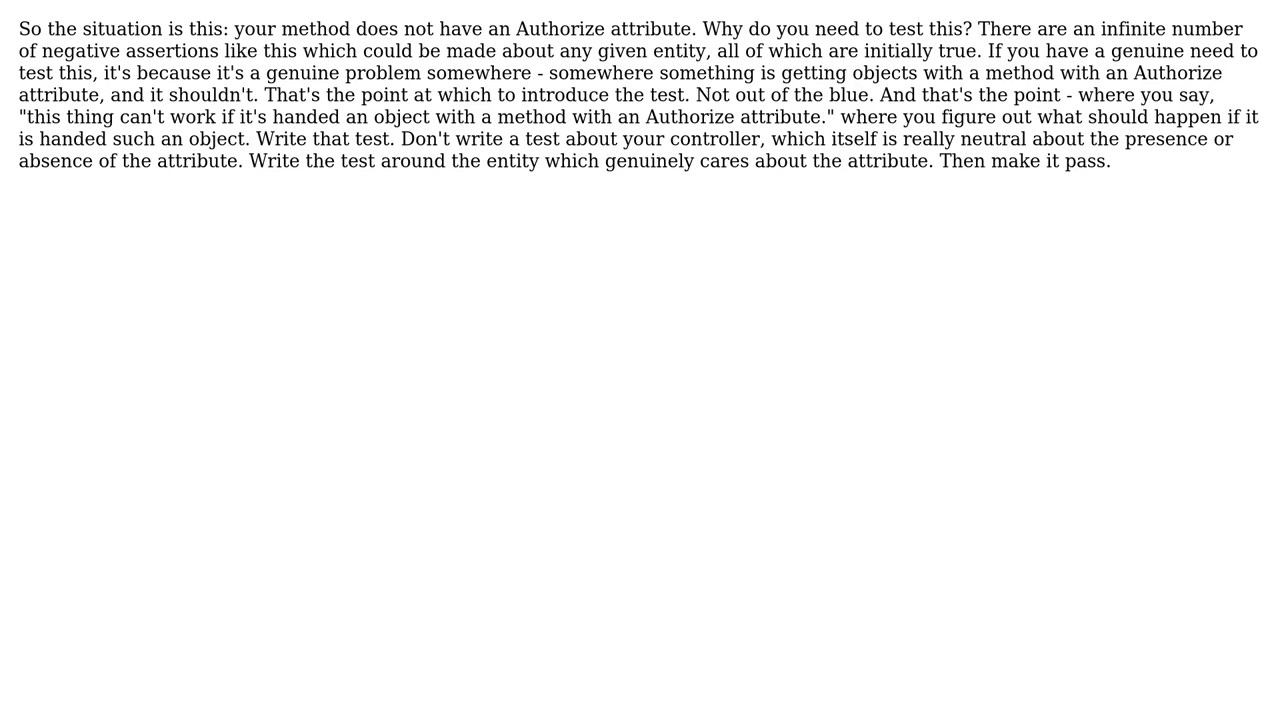 So the situation is this: your method does not have an Authorize attribute. Why do you need to test this? There are an infinite number
of negative assertions like this which could be made about any given entity, all of which are initially true. If you have a genuine need to
test this, it's because it's a genuine problem somewhere - somewhere something is getting objects with a method with an Authorize
attribute, and it shouldn't. That's the point at which to introduce the test. Not out of the blue. And that's the point - where you say,
"this thing can't work if it's handed an object with a method with an Authorize attribute." where you figure out what should happen if it
is handed such an object. Write that test. Don't write a test about your controller, which itself is really neutral about the presence or
absence of the attribute. Write the test around the entity which genuinely cares about the attribute. Then make it pass.